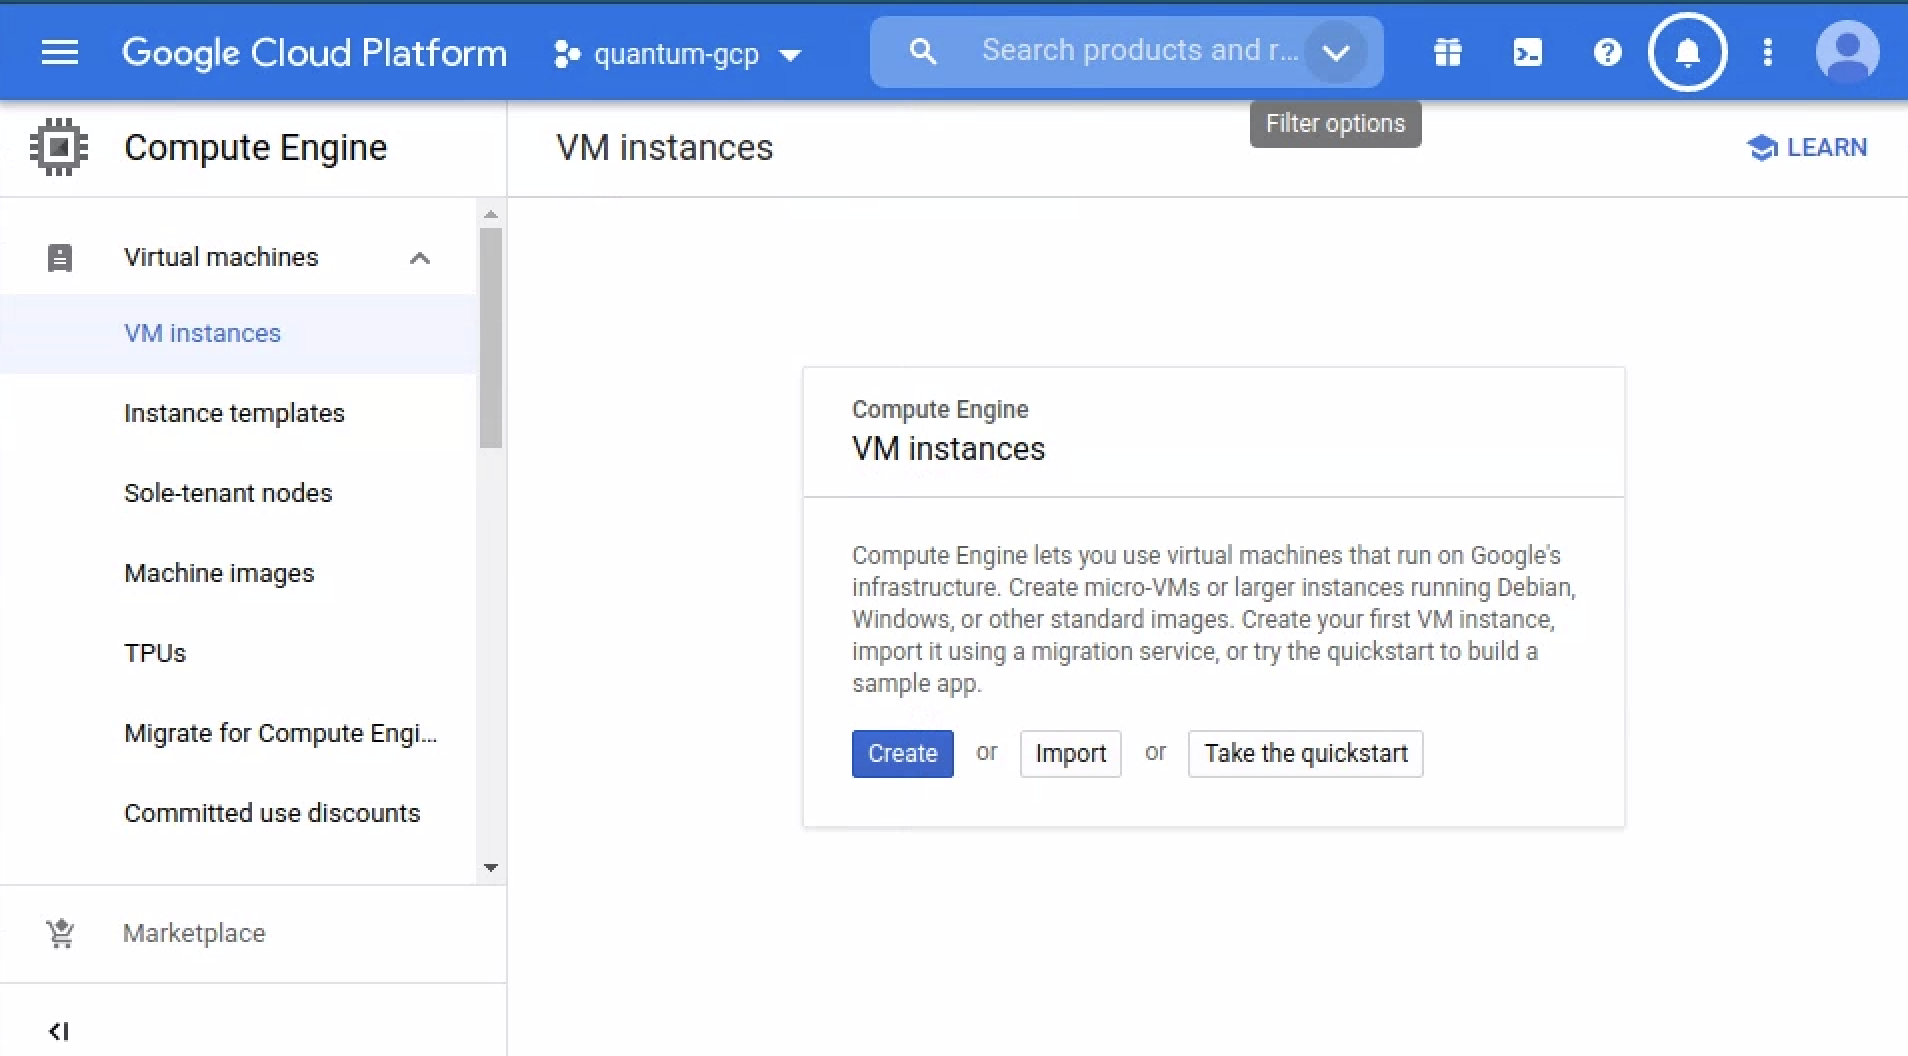 Google Cloud Platform
quantum-gcp
Search products and r...
Filter options
Compute Engine
VM instances
LEARN
Virtual machines
VM instances
Instance templates
Sole-tenant nodes
Machine images
TPUs
Migrate for Compute Engi...
Committed use discounts
Marketplace
Compute Engine
VM instances
Compute Engine lets you use virtual machines that run on Google's
infrastructure. Create micro-VMs or larger instances running Debian,
Windows, or other standard images. Create your first VM instance,
import it using a migration service, or try the quickstart to build a
sample app.
Create or Import or Take the quickstart